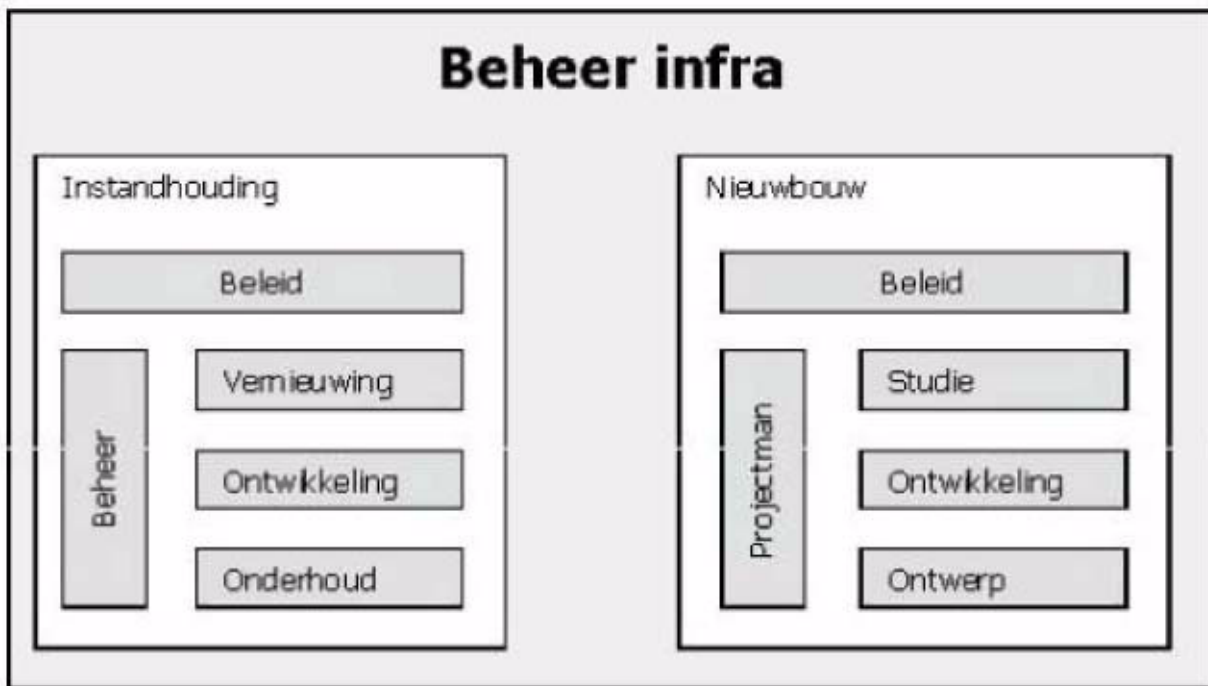 Beheer infra
Instandhouding
Beleid
Beheer
Vernieuwing
Ontwikkeling
Onderhoud
Nieuwbouw
Beleid
Projectman
Studie
Ontwikkeling
Ontwerp